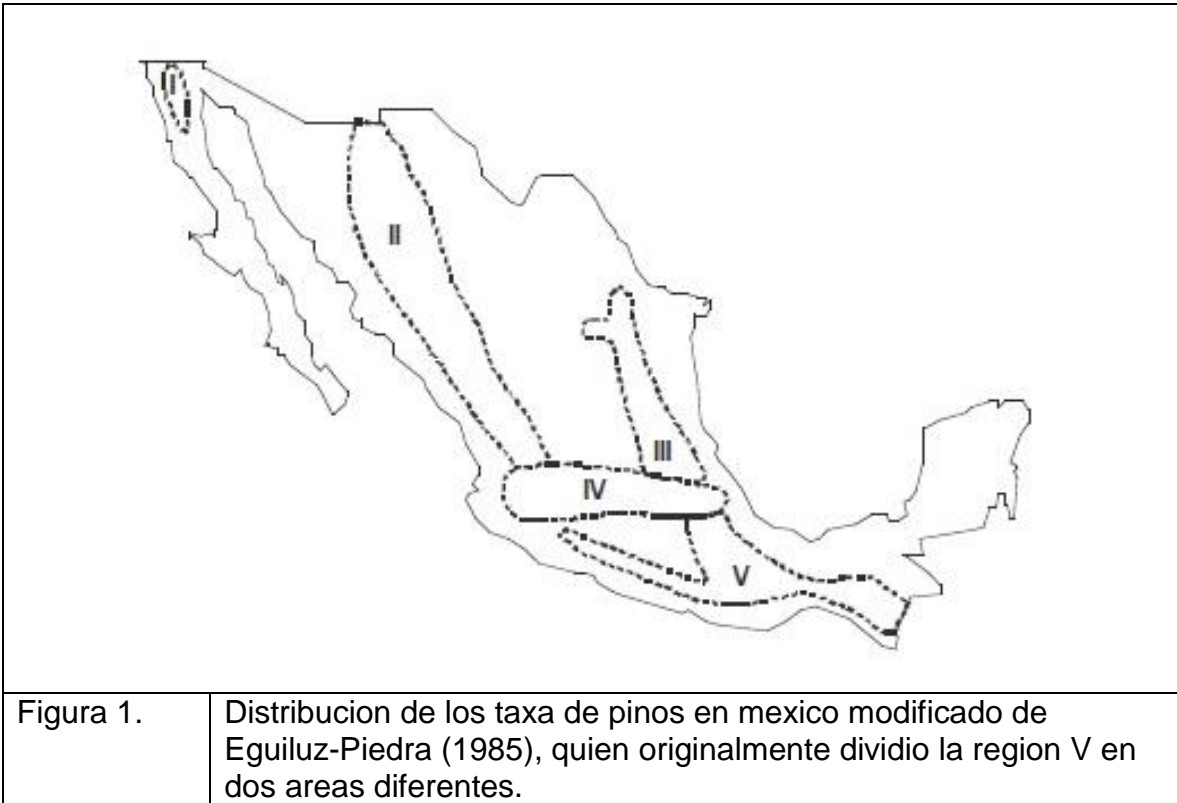 I
II
III
IV
V
Figura 1.
Distribucion de los taxa de pinos en mexico modificado de
Eguiluz-Piedra (1985), quien originalmente dividio la region V en
dos areas diferentes.